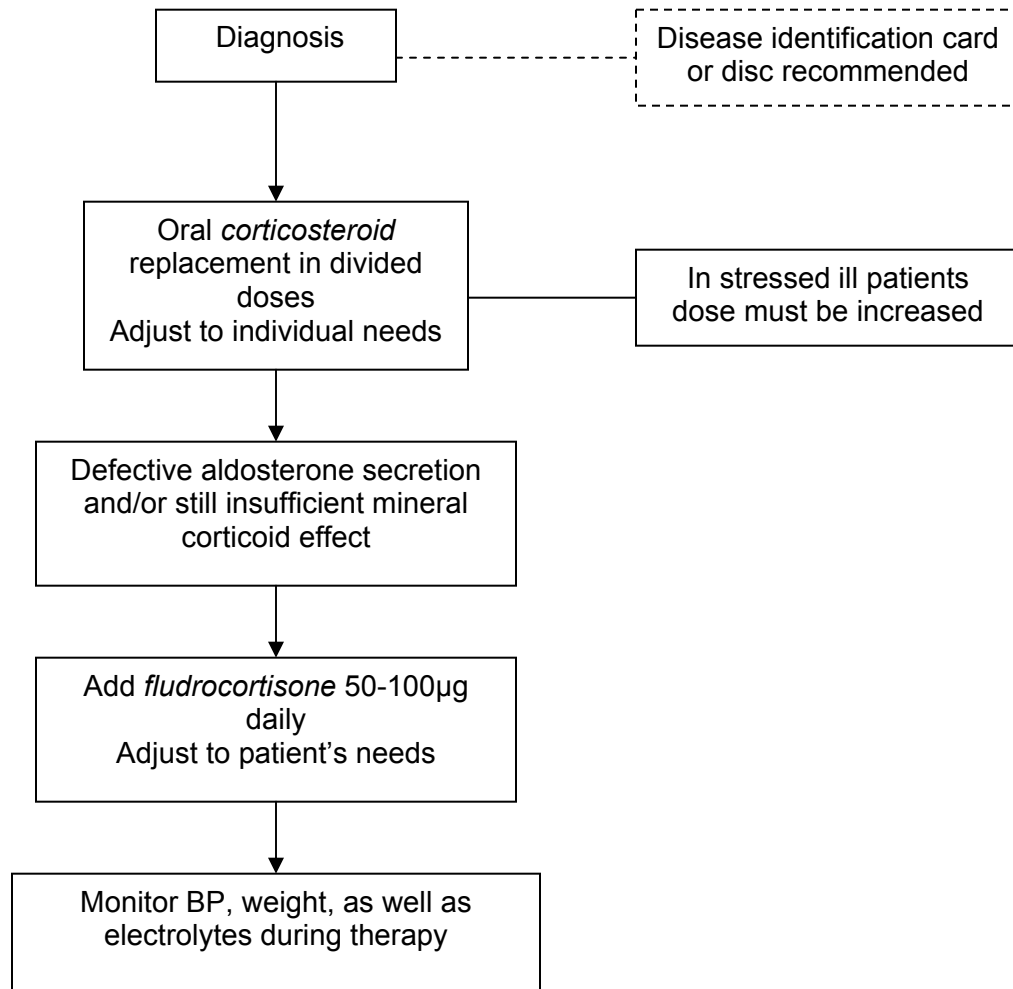 Diagnosis
Disease identification card
or disc recommended
Oral corticosteroid
replacement in divided
doses
Adjust to individual needs
In stressed ill patients
dose must be increased
Defective aldosterone secretion
and/or still insufficient mineral
corticoid effect
Add fludrocortisone 50-100µg
daily
Adjust to patient’s needs
Monitor BP, weight, as well as
electrolytes during therapy